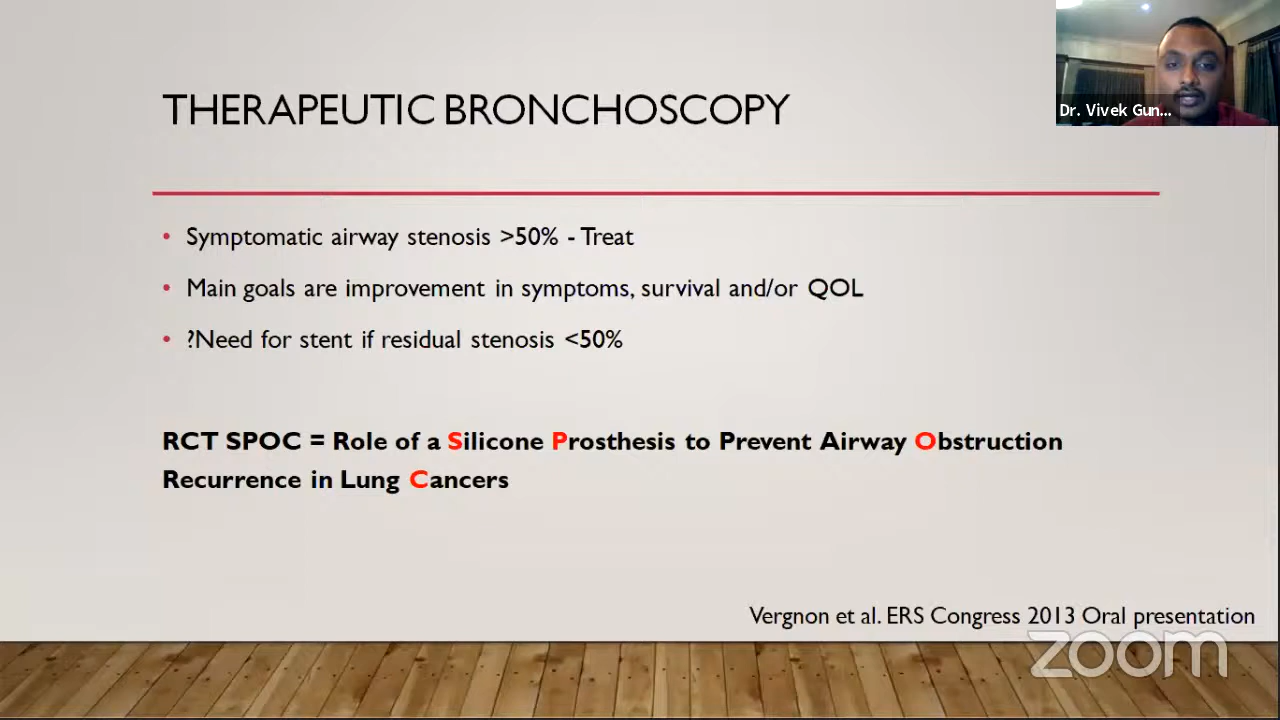 THERAPEUTIC BRONCHOSCOPY
Dr. Vivek Gun...
• Symptomatic airway stenosis >50% - Treat
• Main goals are improvement in symptoms, survival and/or QOL
• ?Need for stent if residual stenosis <50%
RCT SPOC = Role of a Silicone Prosthesis to Prevent Airway Obstruction
Recurrence in Lung Cancers
Vergnon et al. ERS Congress 2013 Oral presentation
zoom